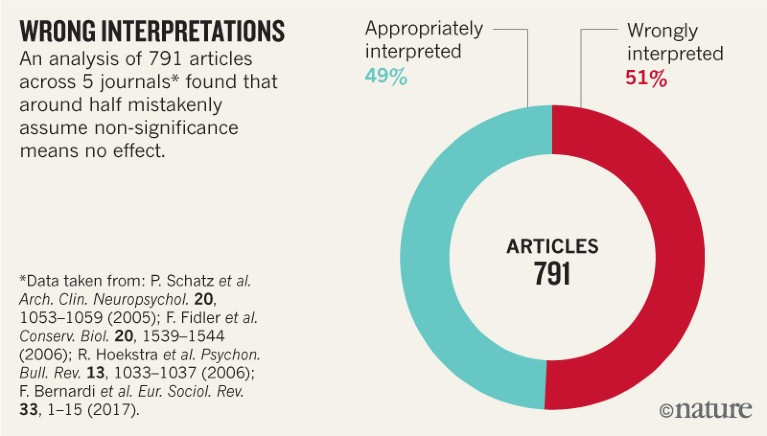 WRONG INTERPRETATIONS
An analysis of 791 articles
across 5 journals* found that
around half mistakenly
assume non-significance
means no effect.
Appropriately
interpreted
49%
Wrongly
interpreted
51%
ARTICLES
791
*Data taken from: P. Schatz et al.
Arch. Clin. Neuropsychol. 20,
1053–1059 (2005); F. Fidler et al.
Conserv. Biol. 20, 1539–1544
(2006); R. Hoekstra et al. Psychon.
Bull. Rev. 13, 1033–1037 (2006);
F. Bernardi et al. Eur. Sociol. Rev.
33, 1–15 (2017).
©nature